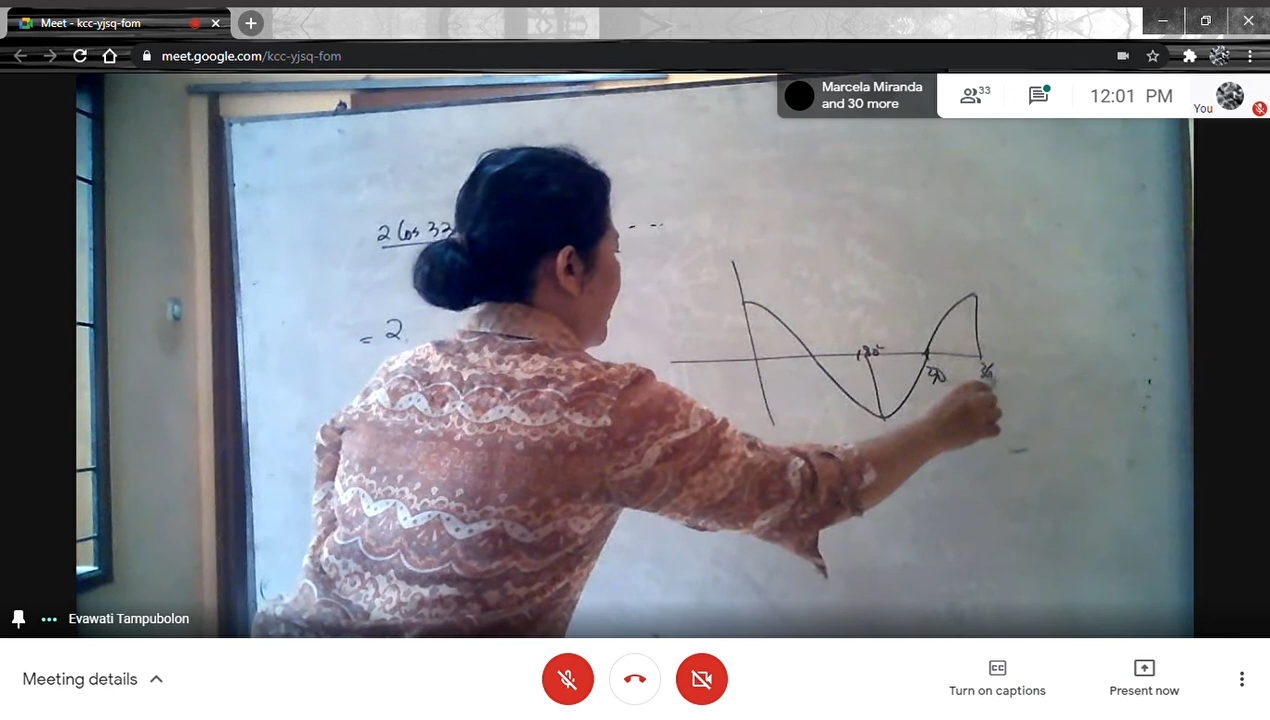 Meet - kcc-yjsq-fom
meet.google.com/kcc-yjsq-fom
Marcela Miranda
and 30 more
33
12:01 PM
You
2 Cos 33
= 2
180°
Evawati Tampubolon
Meeting details
Turn on captions
Present now